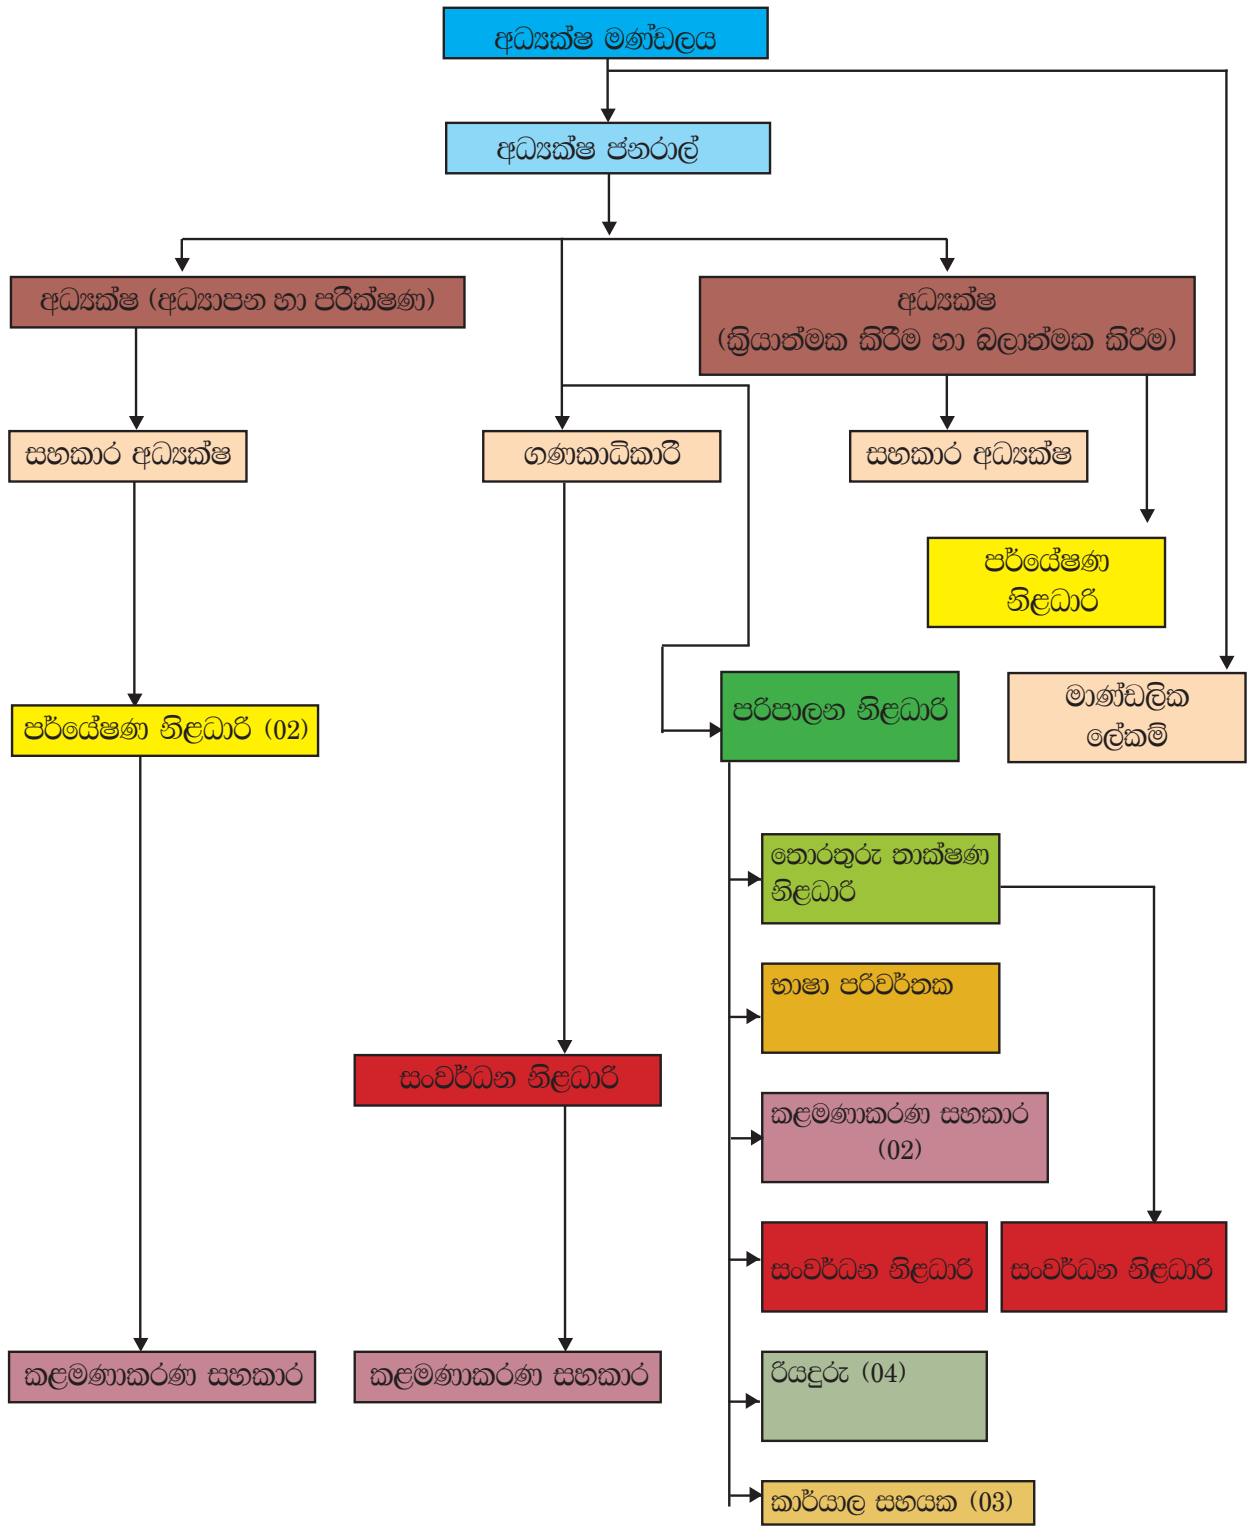 අධ්‍යක්ෂ මණ්ඩලය
අධ්‍යක්ෂ ජනරාල්
අධ්‍යක්ෂ (අධ්‍යාපන හා පරීක්ෂණ)
අධ්‍යක්ෂ
(ක්‍රියාත්මක කිරීම හා බලාත්මක කිරීම)
සහකාර අධ්‍යක්ෂ
ගණකාධිකාරී
සහකාර අධ්‍යක්ෂ
පර්යේෂණ
නිළධාරි
මාණ්ඩලික
ලේකම්
පරිපාලන නිළධාරි
පර්යේෂණ නිළධාරි (02)
තොරතුරු තාක්ෂණ
නිළධාරි
භාෂා පරිවර්තක
සංවර්ධන නිළධාරි
කළමණාකරණ සහකාර
(02)
සංවර්ධන නිළධාරි
සංවර්ධන නිළධාරි
කළමණාකරණ සහකාර
කළමණාකරණ සහකාර
රියදුරු (04)
කාර්යාල සහයක (03)